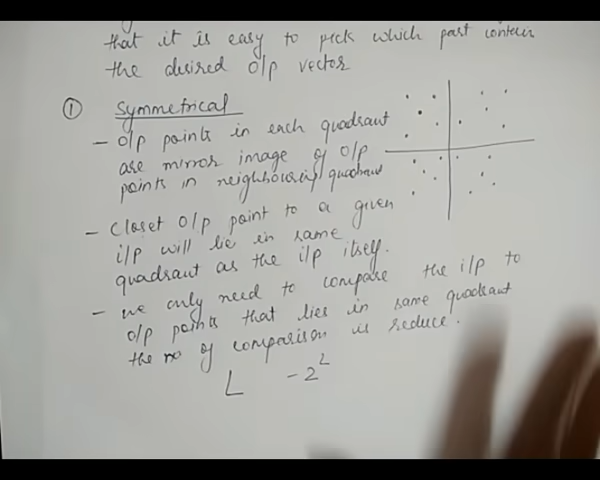 that it is easy to pick which part contain
the desired o/p vector
① Symmetrical
- O/p points in each quadrant
are mirror image of o/p
points in neighbouring quadrant
- Closet o/p point to a given
i/p will lie in same
quadrant as the i/p itself.
- we only need to compare the i/p to
o/p points that lies in same quadrant
the no of comparison is reduce.
L - 2^L